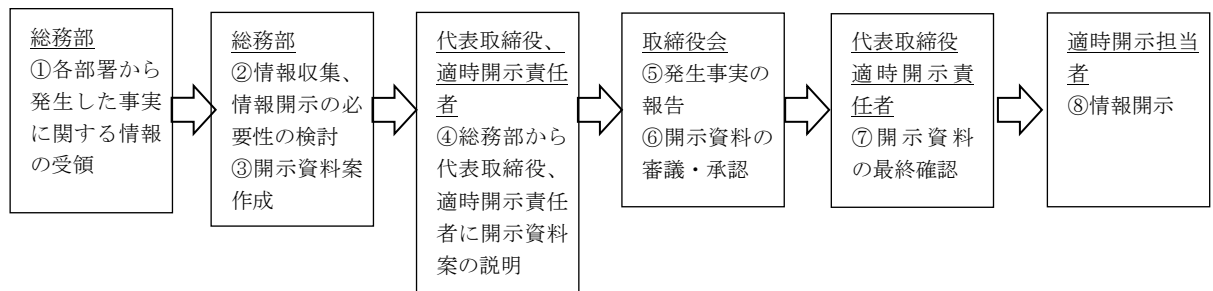 総務部
①各部署から
発生した事実
に関する情報
の受領
総務部
②情報収集、
情報開示の必
要性の検討
③開示資料案
作成
代表取締役、
適時開示責任
者
④総務部から
代表取締役、
適時開示責任
者に開示資料
案の説明
取締役会
⑤発生事実の
報告
⑥開示資料の
審議・承認
代表取締役
適時開示責
任者
⑦開示資料
の最終確認
適時開示担当
者
⑧情報開示